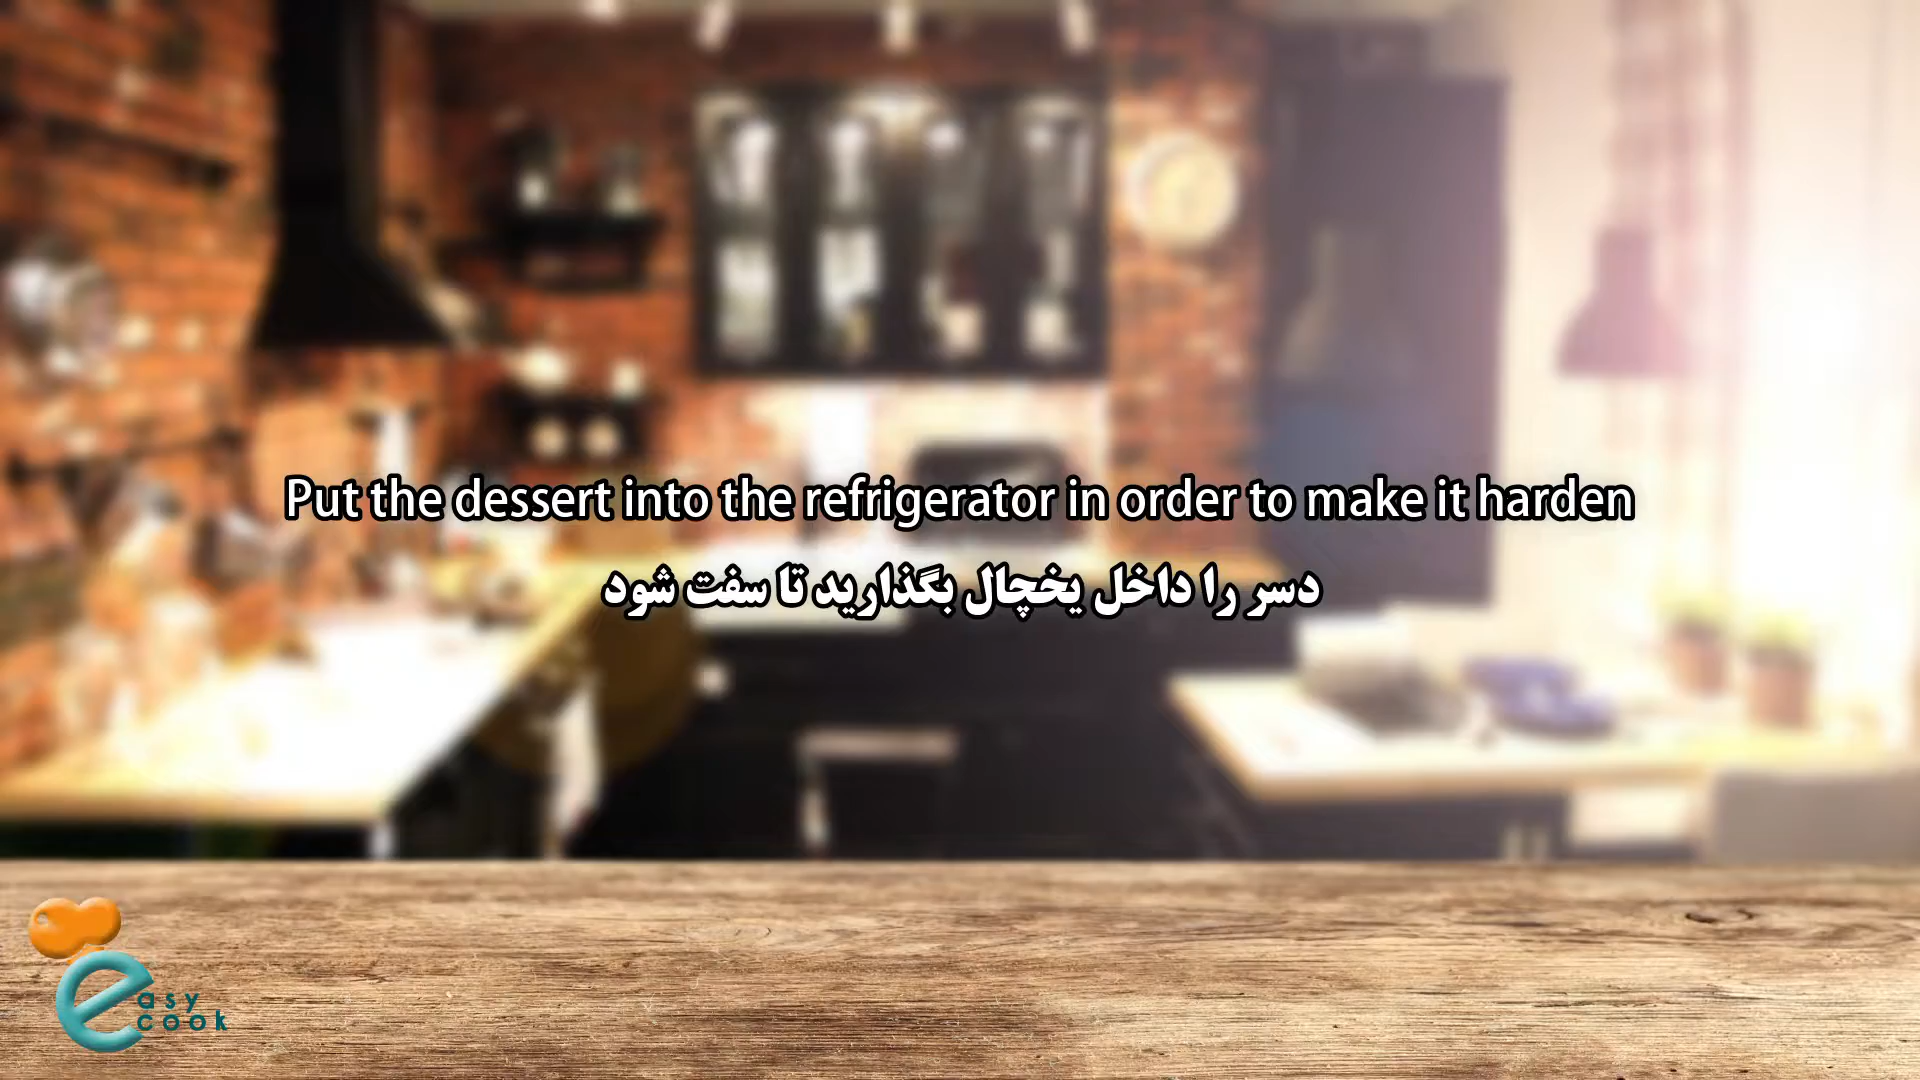 Put the dessert into the refrigerator in order to make it harden
دسر را داخل یخچال بگذارید تا سفت شود
easy
cook